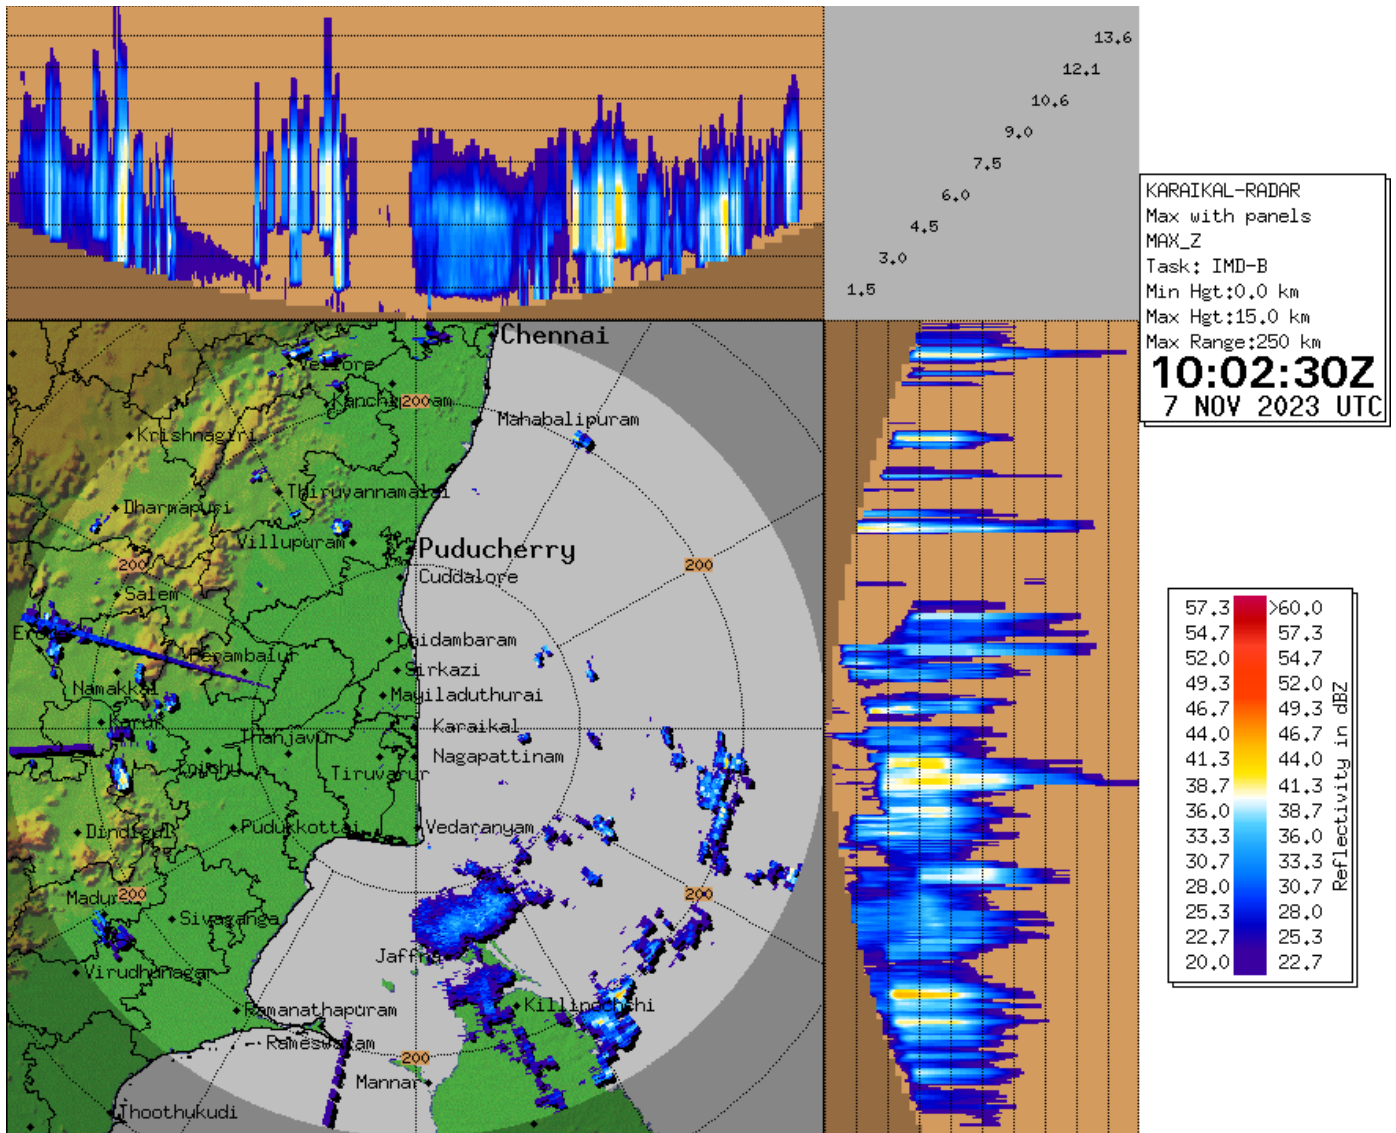 13.6
12.1
10.6
9.0
7.5
6.0
4.5
3.0
1.5
KARAIKAL-RADAR
Max with panels
MAX_Z
Task: IMD-B
Min Hgt:0.0 km
Max Hgt:15.0 km
Max Range:250 km
10:02:30Z
7 NOV 2023 UTC
Chennai
Vellore
200
Mahabalipuram
Krishnagiri
Thiruvannamalai
Dharmapuri
Villupuram
Puducherry
200
200
Cuddalore
Salem
Chidambaram
Perambalur
Sirkazi
Namakkal
Mayiladuthurai
Karur
Karaikal
Thanjavur
Nagapattinam
Tiruvarur
Dindigul
Pudukkottai
Vedaranyam
200
200
Sivaganga
Virudhunagar
Ramanathapuram
Killinochchi
Rameswaram
200
Mannar
Thoothukudi
57.3 >60.0
54.7 57.3
52.0 54.7
49.3 52.0
46.7 49.3
44.0 46.7
41.3 44.0
38.7 41.3
36.0 38.7
33.3 36.0
30.7 33.3
28.0 30.7
25.3 28.0
22.7 25.3
20.0 22.7
Reflectivity in dBZ